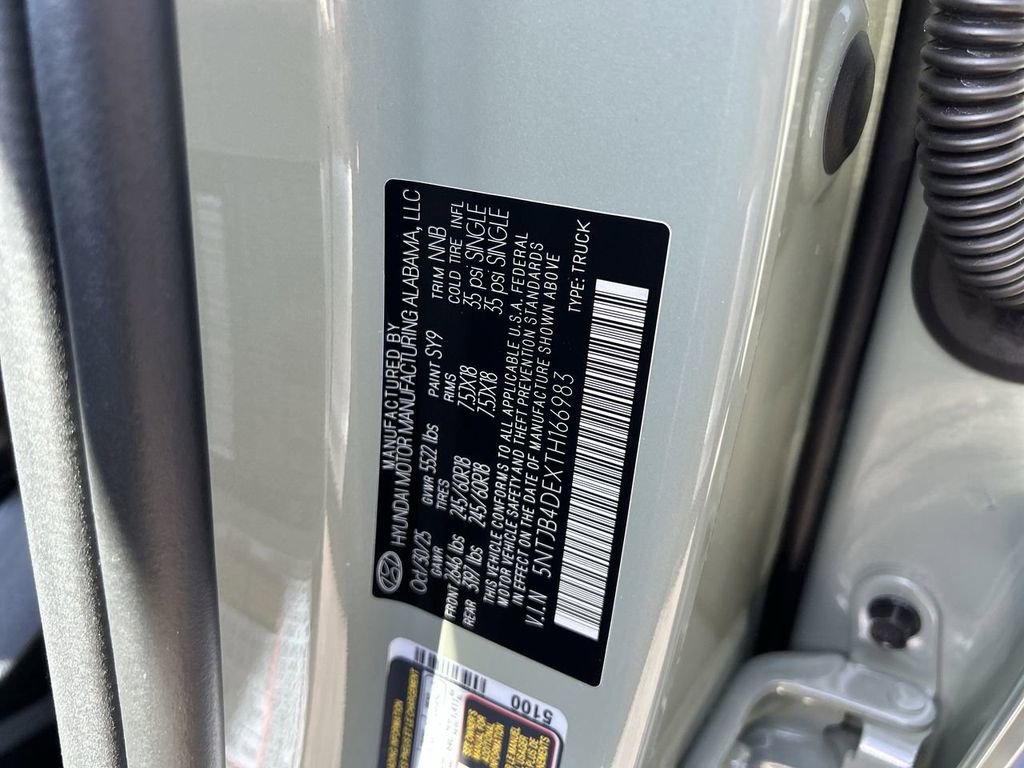 MANUFACTURED BY
HYUNDAI MOTOR MANUFACTURING ALABAMA, LLC
06/30/25 GVWR 5522 lbs PAINT SY9 TRIM NNB
GAWR TIRES RIMS COLD TIRE INFL
FRONT 2646 lbs 245/60R18 7.5JX18 35 psi SINGLE
REAR 3197 lbs 245/60R18 7.5JX18 35 psi SINGLE
THIS VEHICLE CONFORMS TO ALL APPLICABLE U.S.A. FEDERAL
MOTOR VEHICLE SAFETY AND THEFT PREVENTION STANDARDS
IN EFFECT ON THE DATE OF MANUFACTURE SHOWN ABOVE
V.I.N 5NTJB4DEXTH166983 TYPE:TRUCK
5100